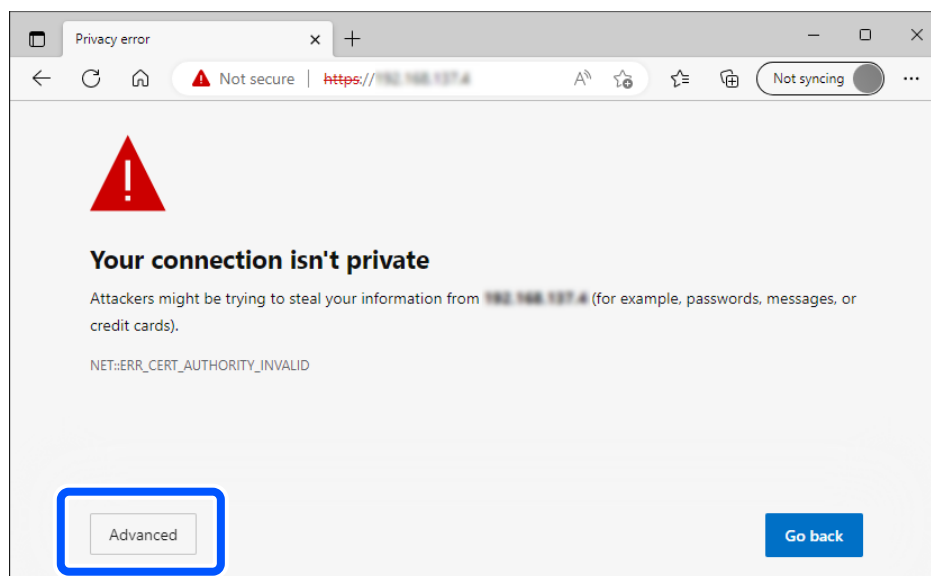 Privacy error
Not secure https://
Not syncing
Your connection isn't private
Attackers might be trying to steal your information from (for example, passwords, messages, or
credit cards).
NET::ERR_CERT_AUTHORITY_INVALID
Advanced
Go back